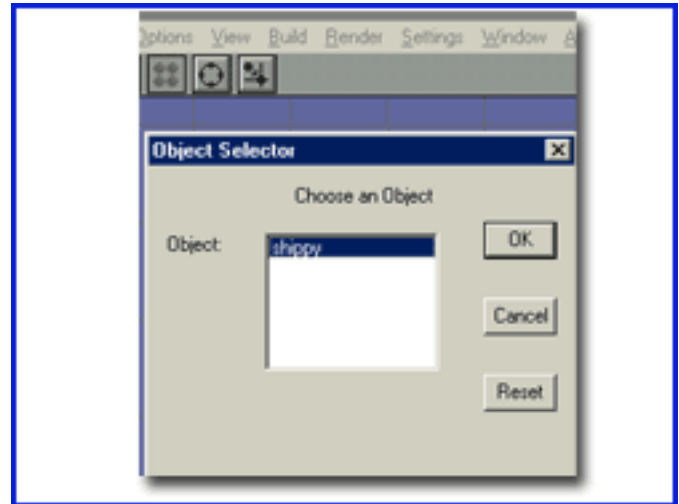 Options View Build Render Settings Window A
Object Selector
Choose an Object
Object:
shippy
OK
Cancel
Reset